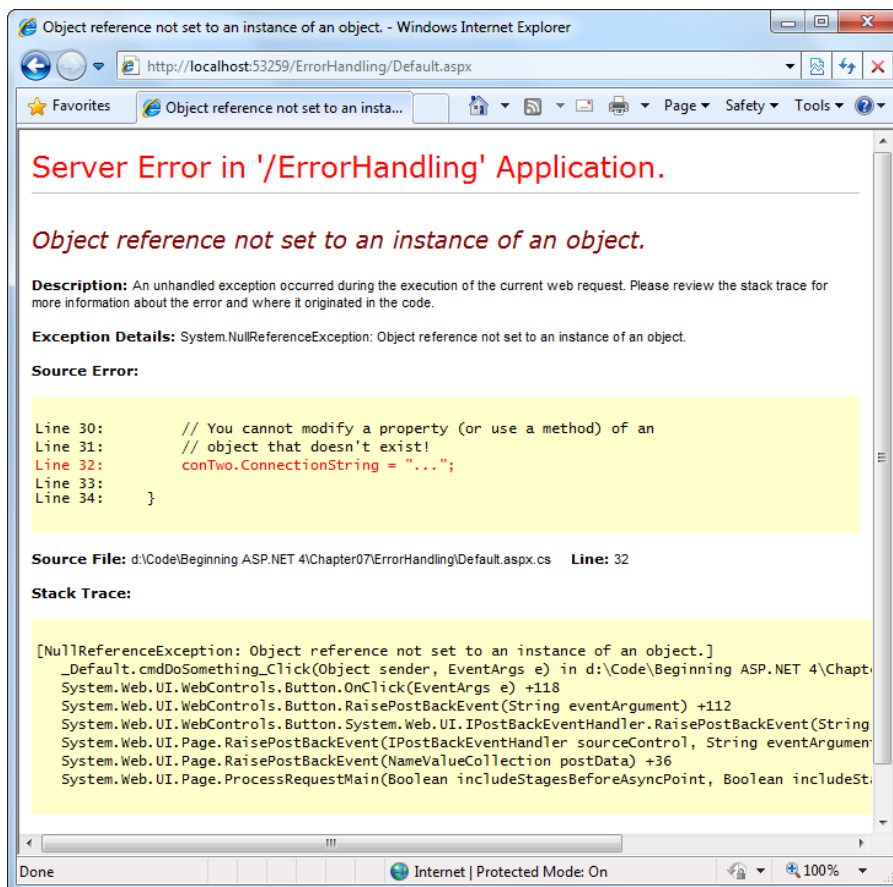 Object reference not set to an instance of an object. - Windows Internet Explorer
http://localhost:53259/ErrorHandling/Default.aspx
Favorites
Object reference not set to an insta...
Page
Safety
Tools
Server Error in '/ErrorHandling' Application.
Object reference not set to an instance of an object.
Description: An unhandled exception occurred during the execution of the current web request. Please review the stack trace for
more information about the error and where it originated in the code.
Exception Details: System.NullReferenceException: Object reference not set to an instance of an object.
Source Error:
Line 30:         // You cannot modify a property (or use a method) of an
Line 31:         // object that doesn't exist!
Line 32:         conTwo.ConnectionString = "...";
Line 33:
Line 34:     }
Source File: d:\Code\Beginning ASP.NET 4\Chapter07\ErrorHandling\Default.aspx.cs    Line: 32
Stack Trace:
[NullReferenceException: Object reference not set to an instance of an object.]
   _Default.cmdDoSomething_Click(Object sender, EventArgs e) in d:\Code\Beginning ASP.NET 4\Chapt
   System.Web.UI.WebControls.Button.OnClick(EventArgs e) +118
   System.Web.UI.WebControls.Button.RaisePostBackEvent(String eventArgument) +112
   System.Web.UI.WebControls.Button.System.Web.UI.IPostBackEventHandler.RaisePostBackEvent(String
   System.Web.UI.Page.RaisePostBackEvent(IPostBackEventHandler sourceControl, String eventArgumen
   System.Web.UI.Page.RaisePostBackEvent(NameValueCollection postData) +36
   System.Web.UI.Page.ProcessRequestMain(Boolean includeStagesBeforeAsyncPoint, Boolean includeSta
Done
Internet | Protected Mode: On
100%